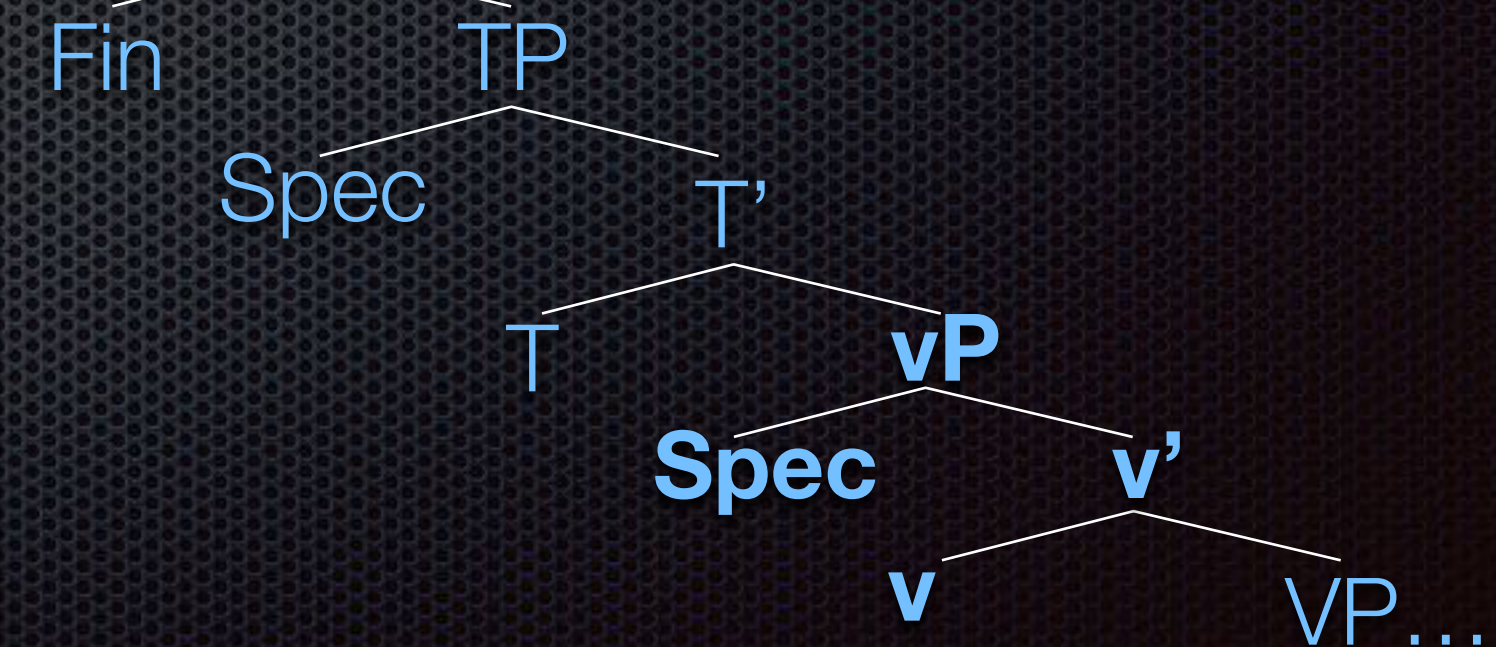 Fin TP
Spec T’
T vP
Spec v’
v VP…